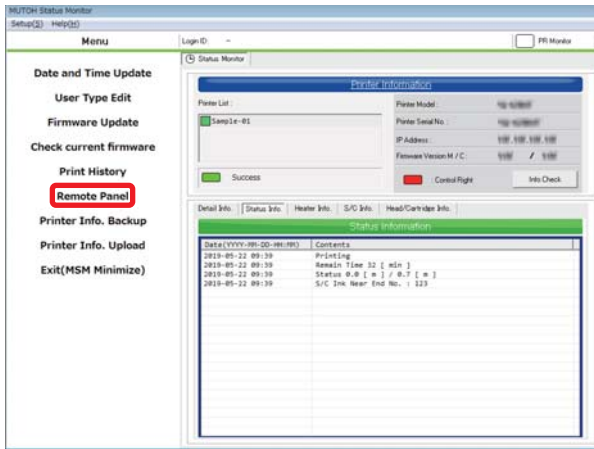 MUTOH Status Monitor
Setup(S) Help(H)
Menu
Login ID: -
PR Monitor
Status Monitor
Date and Time Update
User Type Edit
Firmware Update
Check current firmware
Print History
Remote Panel
Printer Info. Backup
Printer Info. Upload
Exit(MSM Minimize)
Printer Information
Printer List :
Sample-01
Success
Printer Model :
Printer Serial No. :
IP Address :
Firmware Version M / C : /
: Control Right
Info Check
Detail Info. Status Info. Heater Info. S/C Info. Head/Cartridge Info.
Status Information
Date(YYYY-MM-DD-HH:MM) Contents
2019-05-22 09:39 Printing
2019-05-22 09:39 Remain Time 32 [ min ]
2019-05-22 09:39 Status 0.0 [ m ] / 0.7 [ m ]
2019-05-22 09:39 S/C Ink Near End No. : 123